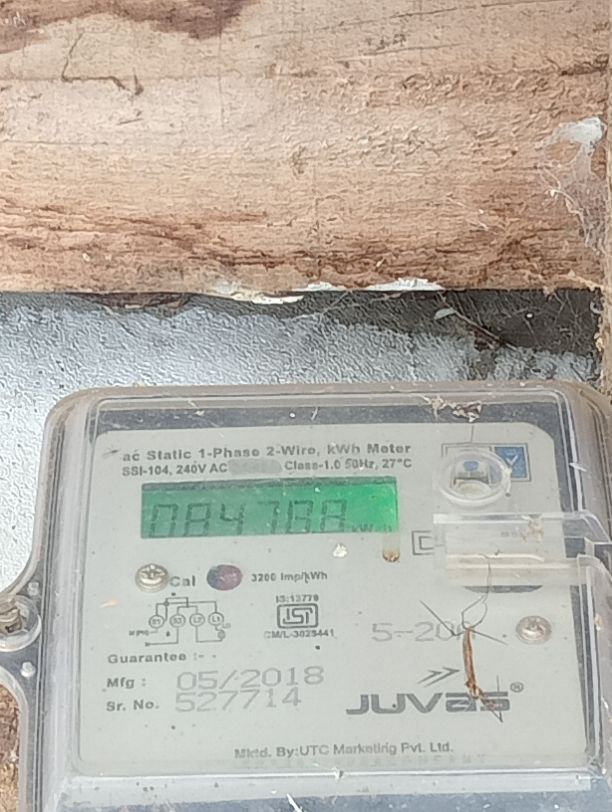 ac Static 1-Phase 2-Wire, kWh Meter
SSI-104, 240V AC Class-1.0 50Hz, 27°C
kWh
Cal 3200 Imp/kWh
IS:13779
CM/L-3025441
Guarantee :-
Mfg : 05/2018
Sr. No. 527714
JUVAS®
Mktd. By:UTC Marketing Pvt. Ltd.